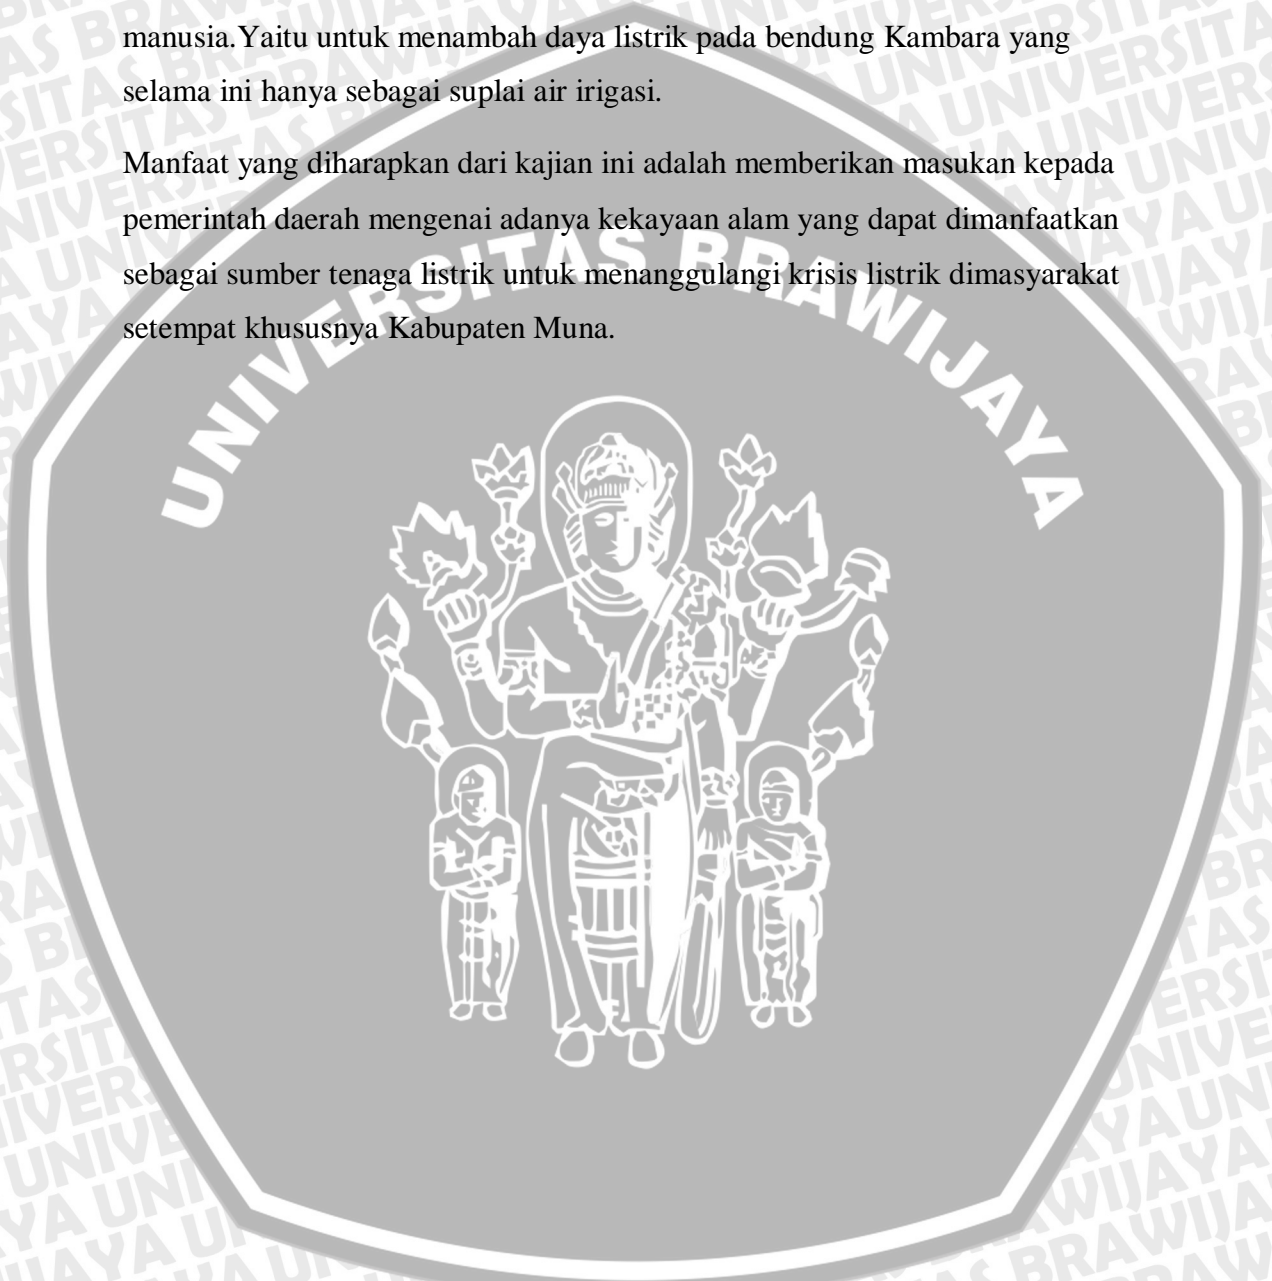 manusia.Yaitu untuk menambah daya listrik pada bendung Kambara yang
selama ini hanya sebagai suplai air irigasi.
Manfaat yang diharapkan dari kajian ini adalah memberikan masukan kepada
pemerintah daerah mengenai adanya kekayaan alam yang dapat dimanfaatkan
sebagai sumber tenaga listrik untuk menanggulangi krisis listrik dimasyarakat
setempat khususnya Kabupaten Muna.
UNIVERSITAS BRAWIJAYA